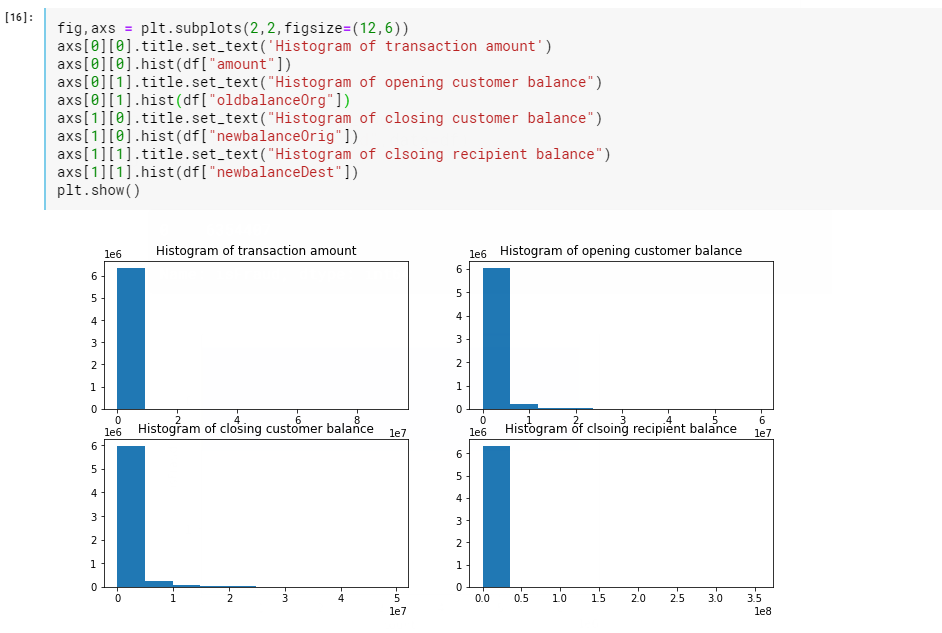 [16]:
fig,axs = plt.subplots(2,2,figsize=(12,6))
axs[0][0].title.set_text('Histogram of transaction amount')
axs[0][0].hist(df["amount"])
axs[0][1].title.set_text("Histogram of opening customer balance")
axs[0][1].hist(df["oldbalanceOrg"])
axs[1][0].title.set_text("Histogram of closing customer balance")
axs[1][0].hist(df["newbalanceOrig"])
axs[1][1].title.set_text("Histogram of clsoing recipient balance")
axs[1][1].hist(df["newbalanceDest"])
plt.show()
Histogram of transaction amount
1e6
6
5
4
3
2
1
0
0 2 4 6 8
1e7
Histogram of opening customer balance
1e6
6
5
4
3
2
1
0
0 1 2 3 4 5 6
1e7
Histogram of closing customer balance
1e6
6
5
4
3
2
1
0
0 1 2 3 4 5
1e7
Histogram of clsoing recipient balance
1e6
6
5
4
3
2
1
0
0.0 0.5 1.0 1.5 2.0 2.5 3.0 3.5
1e8